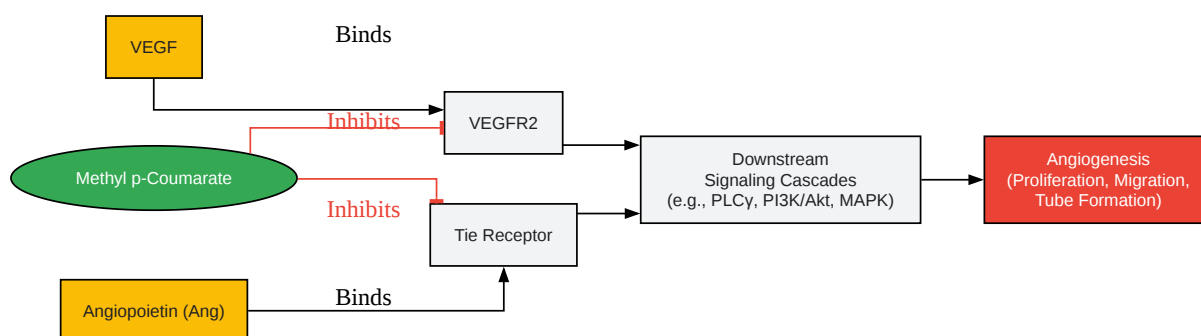 VEGF
Binds
VEGFR2
Inhibits
Methyl p-Coumarate
Inhibits
Tie Receptor
Downstream
Signaling Cascades
(e.g., PLCγ, PI3K/Akt, MAPK)
Angiogenesis
(Proliferation, Migration,
Tube Formation)
Binds
Angiopoietin (Ang)